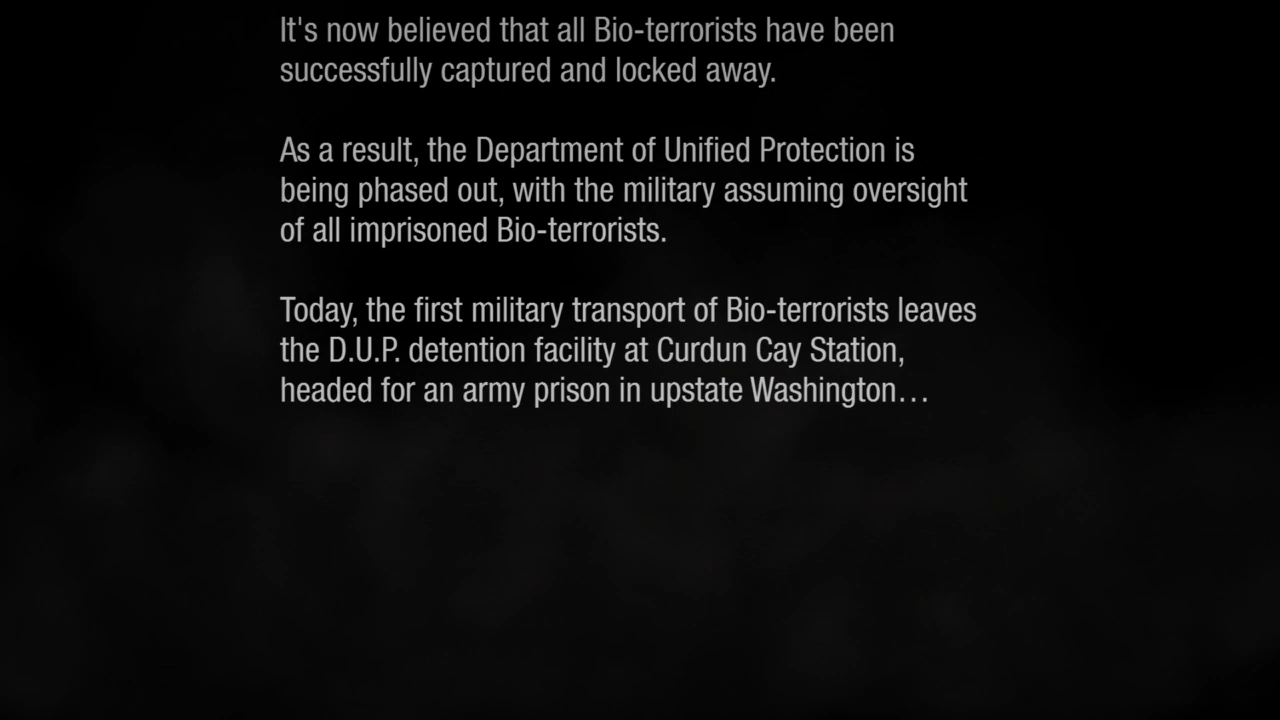 It's now believed that all Bio-terrorists have been
successfully captured and locked away.
As a result, the Department of Unified Protection is
being phased out, with the military assuming oversight
of all imprisoned Bio-terrorists.
Today, the first military transport of Bio-terrorists leaves
the D.U.P. detention facility at Curdun Cay Station,
headed for an army prison in upstate Washington…